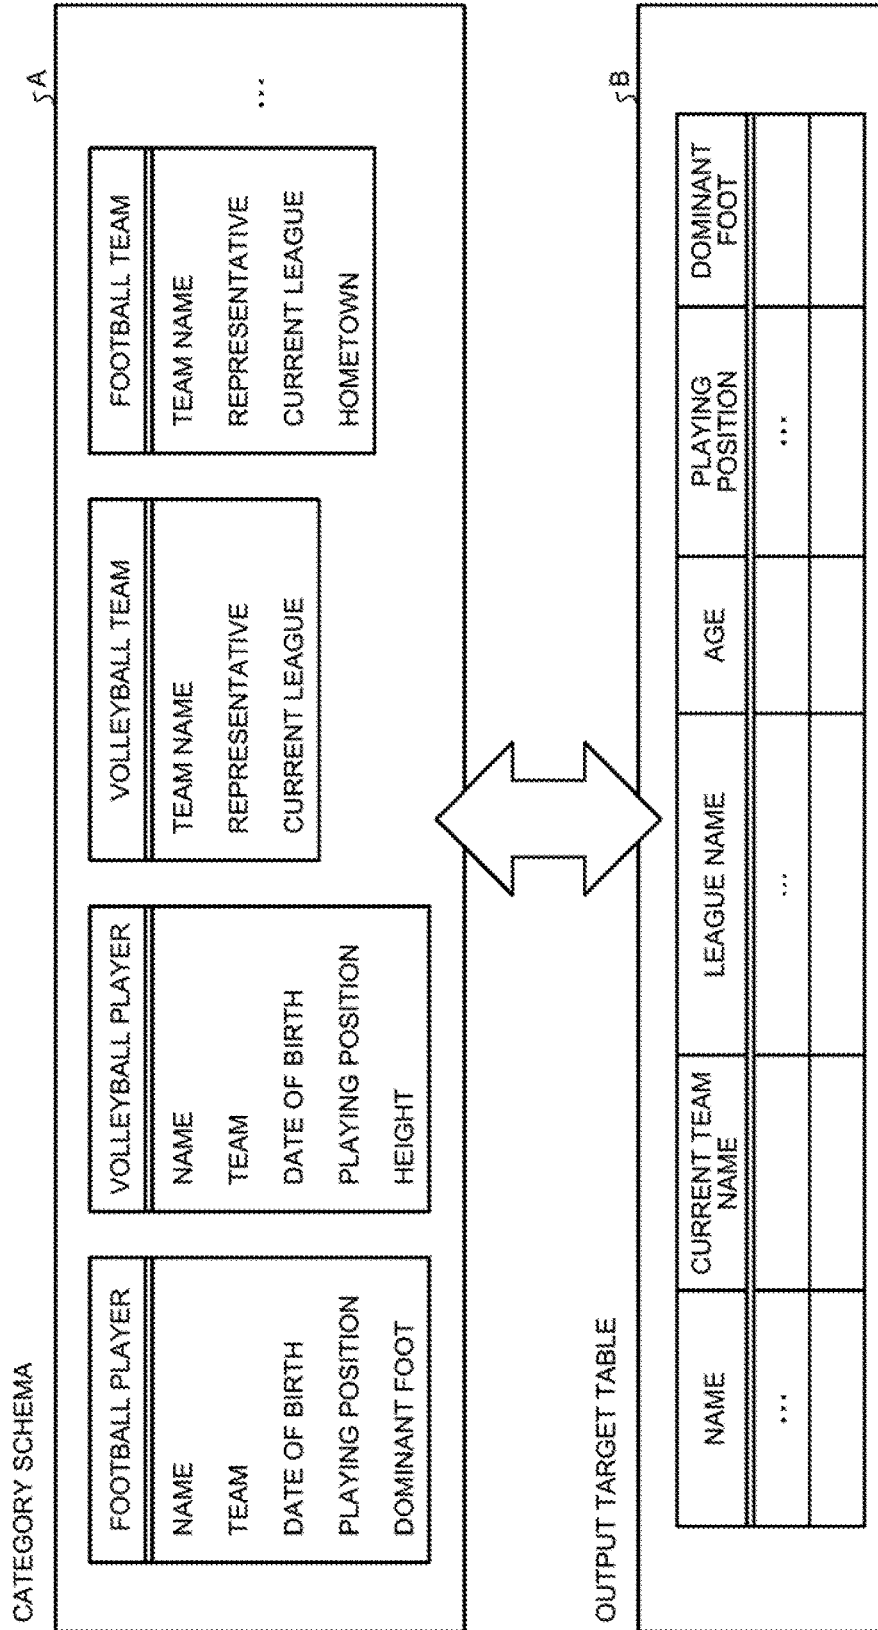 CATEGORY SCHEMA
A
FOOTBALL PLAYER
NAME
TEAM
DATE OF BIRTH
PLAYING POSITION
DOMINANT FOOT
VOLLEYBALL PLAYER
NAME
TEAM
DATE OF BIRTH
PLAYING POSITION
HEIGHT
VOLLEYBALL TEAM
TEAM NAME
REPRESENTATIVE
CURRENT LEAGUE
FOOTBALL TEAM
TEAM NAME
REPRESENTATIVE
CURRENT LEAGUE
HOMETOWN
...
OUTPUT TARGET TABLE
B
NAME
CURRENT TEAM
NAME
LEAGUE NAME
AGE
PLAYING
POSITION
DOMINANT
FOOT
...
...
...